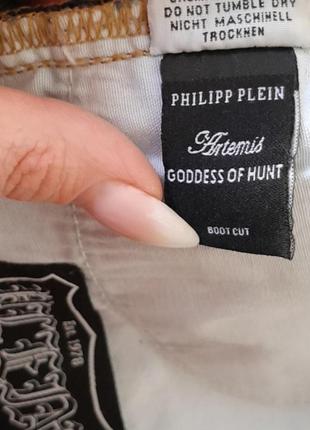 DO NOT TUMBLE DRY
NICHT MASCHINELL
TROCKNEN
PHILIPP PLEIN
Artemis
GODDESS OF HUNT
BOOT CUT
Est. 1978